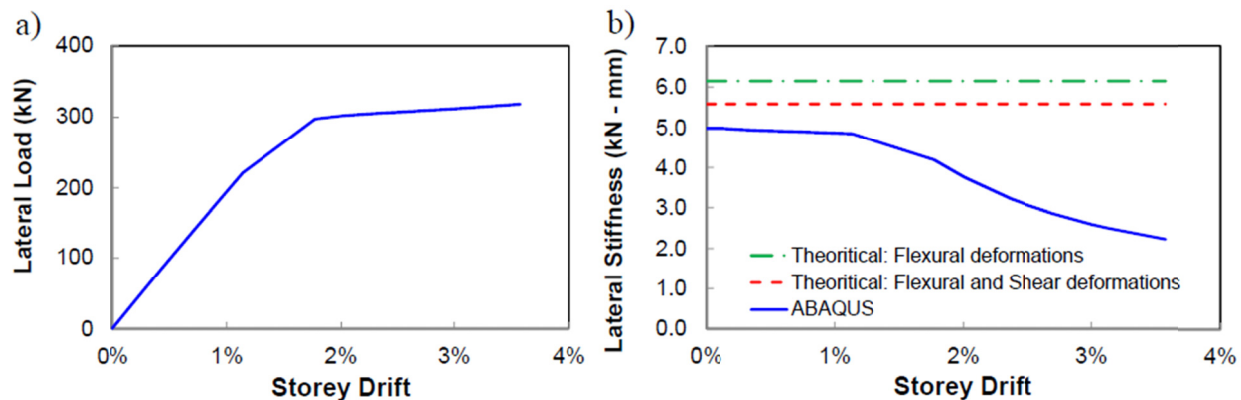 a)
Lateral Load (kN)
400
300
200
100
0
0% 1% 2% 3% 4%
Storey Drift
b)
Lateral Stiffness (kN - mm)
7.0
6.0
5.0
4.0
3.0
2.0
1.0
0.0
Theoritical: Flexural deformations
Theoritical: Flexural and Shear deformations
ABAQUS
0% 1% 2% 3% 4%
Storey Drift